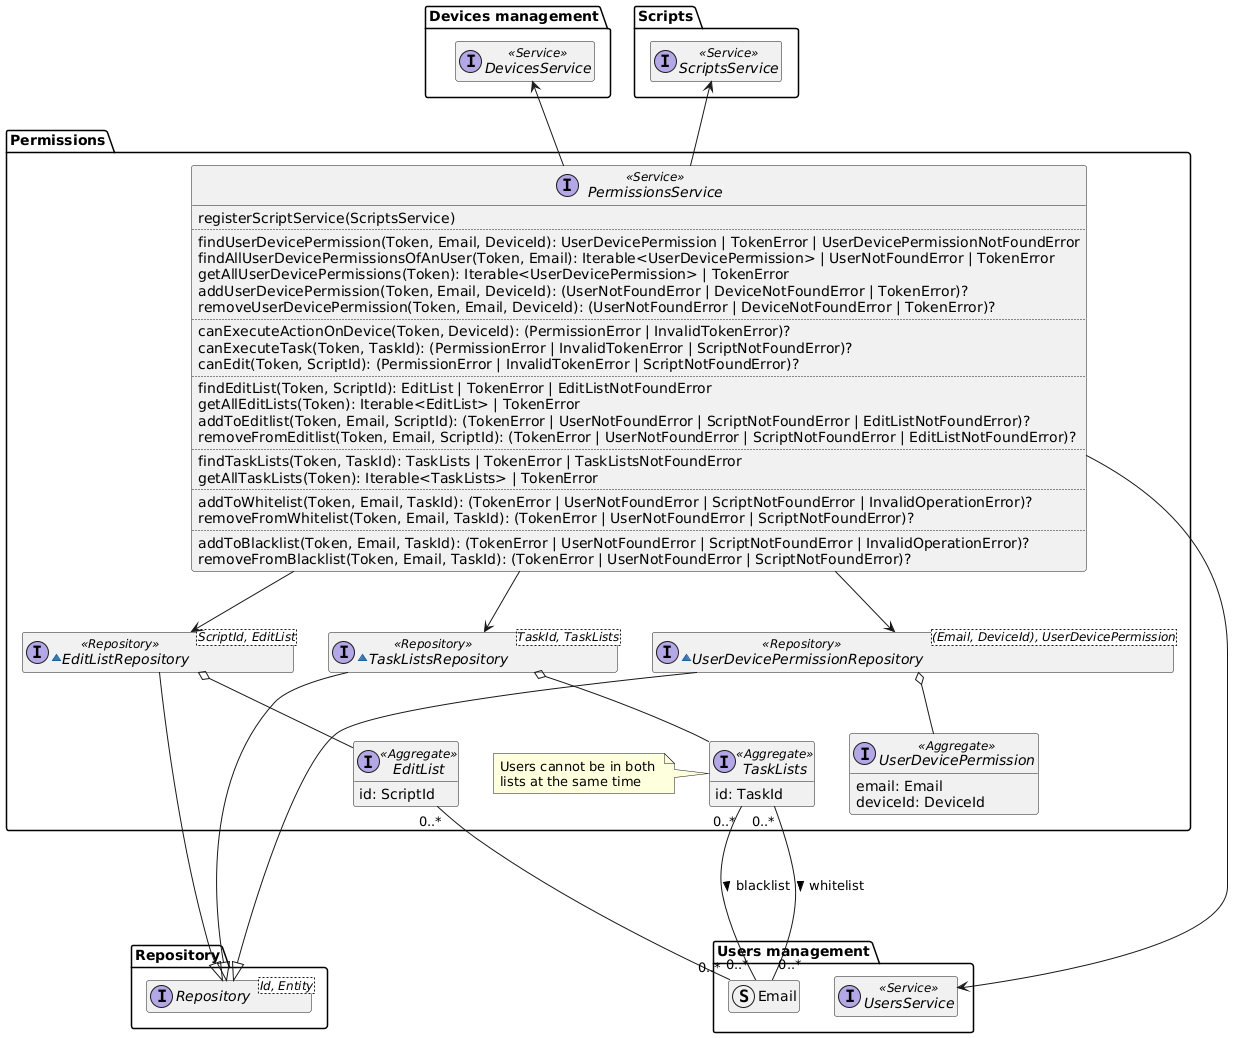 Devices management
I «Service» DevicesService
Scripts
I «Service» ScriptsService
Permissions
I «Service» PermissionsService
registerScriptService(ScriptsService)
findUserDevicePermission(Token, Email, DeviceId): UserDevicePermission | TokenError | UserDevicePermissionNotFoundError
findAllUserDevicePermissionsOfAnUser(Token, Email): Iterable<UserDevicePermission> | UserNotFoundError | TokenError
getAllUserDevicePermissions(Token): Iterable<UserDevicePermission> | TokenError
addUserDevicePermission(Token, Email, DeviceId): (UserNotFoundError | DeviceNotFoundError | TokenError)?
removeUserDevicePermission(Token, Email, DeviceId): (UserNotFoundError | DeviceNotFoundError | TokenError)?
canExecuteActionOnDevice(Token, DeviceId): (PermissionError | InvalidTokenError)?
canExecuteTask(Token, TaskId): (PermissionError | InvalidTokenError | ScriptNotFoundError)?
canEdit(Token, ScriptId): (PermissionError | InvalidTokenError | ScriptNotFoundError)?
findEditList(Token, ScriptId): EditList | TokenError | EditListNotFoundError
getAllEditLists(Token): Iterable<EditList> | TokenError
addToEditlist(Token, Email, ScriptId): (TokenError | UserNotFoundError | ScriptNotFoundError | EditListNotFoundError)?
removeFromEditlist(Token, Email, ScriptId): (TokenError | UserNotFoundError | ScriptNotFoundError | EditListNotFoundError)?
findTaskLists(Token, TaskId): TaskLists | TokenError | TaskListsNotFoundError
getAllTaskLists(Token): Iterable<TaskLists> | TokenError
addToWhitelist(Token, Email, TaskId): (TokenError | UserNotFoundError | ScriptNotFoundError | InvalidOperationError)?
removeFromWhitelist(Token, Email, TaskId): (TokenError | UserNotFoundError | ScriptNotFoundError)?
addToBlacklist(Token, Email, TaskId): (TokenError | UserNotFoundError | ScriptNotFoundError | InvalidOperationError)?
removeFromBlacklist(Token, Email, TaskId): (TokenError | UserNotFoundError | ScriptNotFoundError)?
I «Repository» EditListRepository
ScriptId, EditList
I «Repository» TaskListsRepository
TaskId, TaskLists
I «Repository» UserDevicePermissionRepository
(Email, DeviceId), UserDevicePermission
I «Aggregate» EditList
id: ScriptId
Users cannot be in both
lists at the same time
I «Aggregate» TaskLists
id: TaskId
I «Aggregate» UserDevicePermission
email: Email
deviceId: DeviceId
0..*
0..*
0..*
blacklist
whitelist
Repository
I Repository
Id, Entity
Users management
0..*
0..*
0..*
S Email
I «Service» UsersService